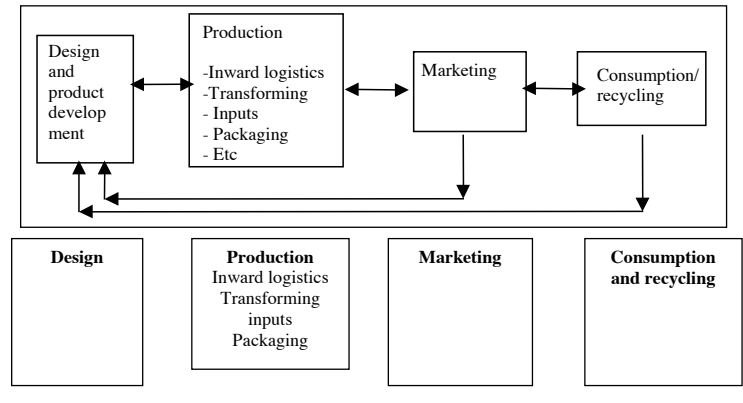 Design
and
product
develop
ment
Production
-Inward logistics
-Transforming
- Inputs
- Packaging
- Etc
Marketing
Consumption/
recycling
Design
Production
Inward logistics
Transforming
inputs
Packaging
Marketing
Consumption
and recycling